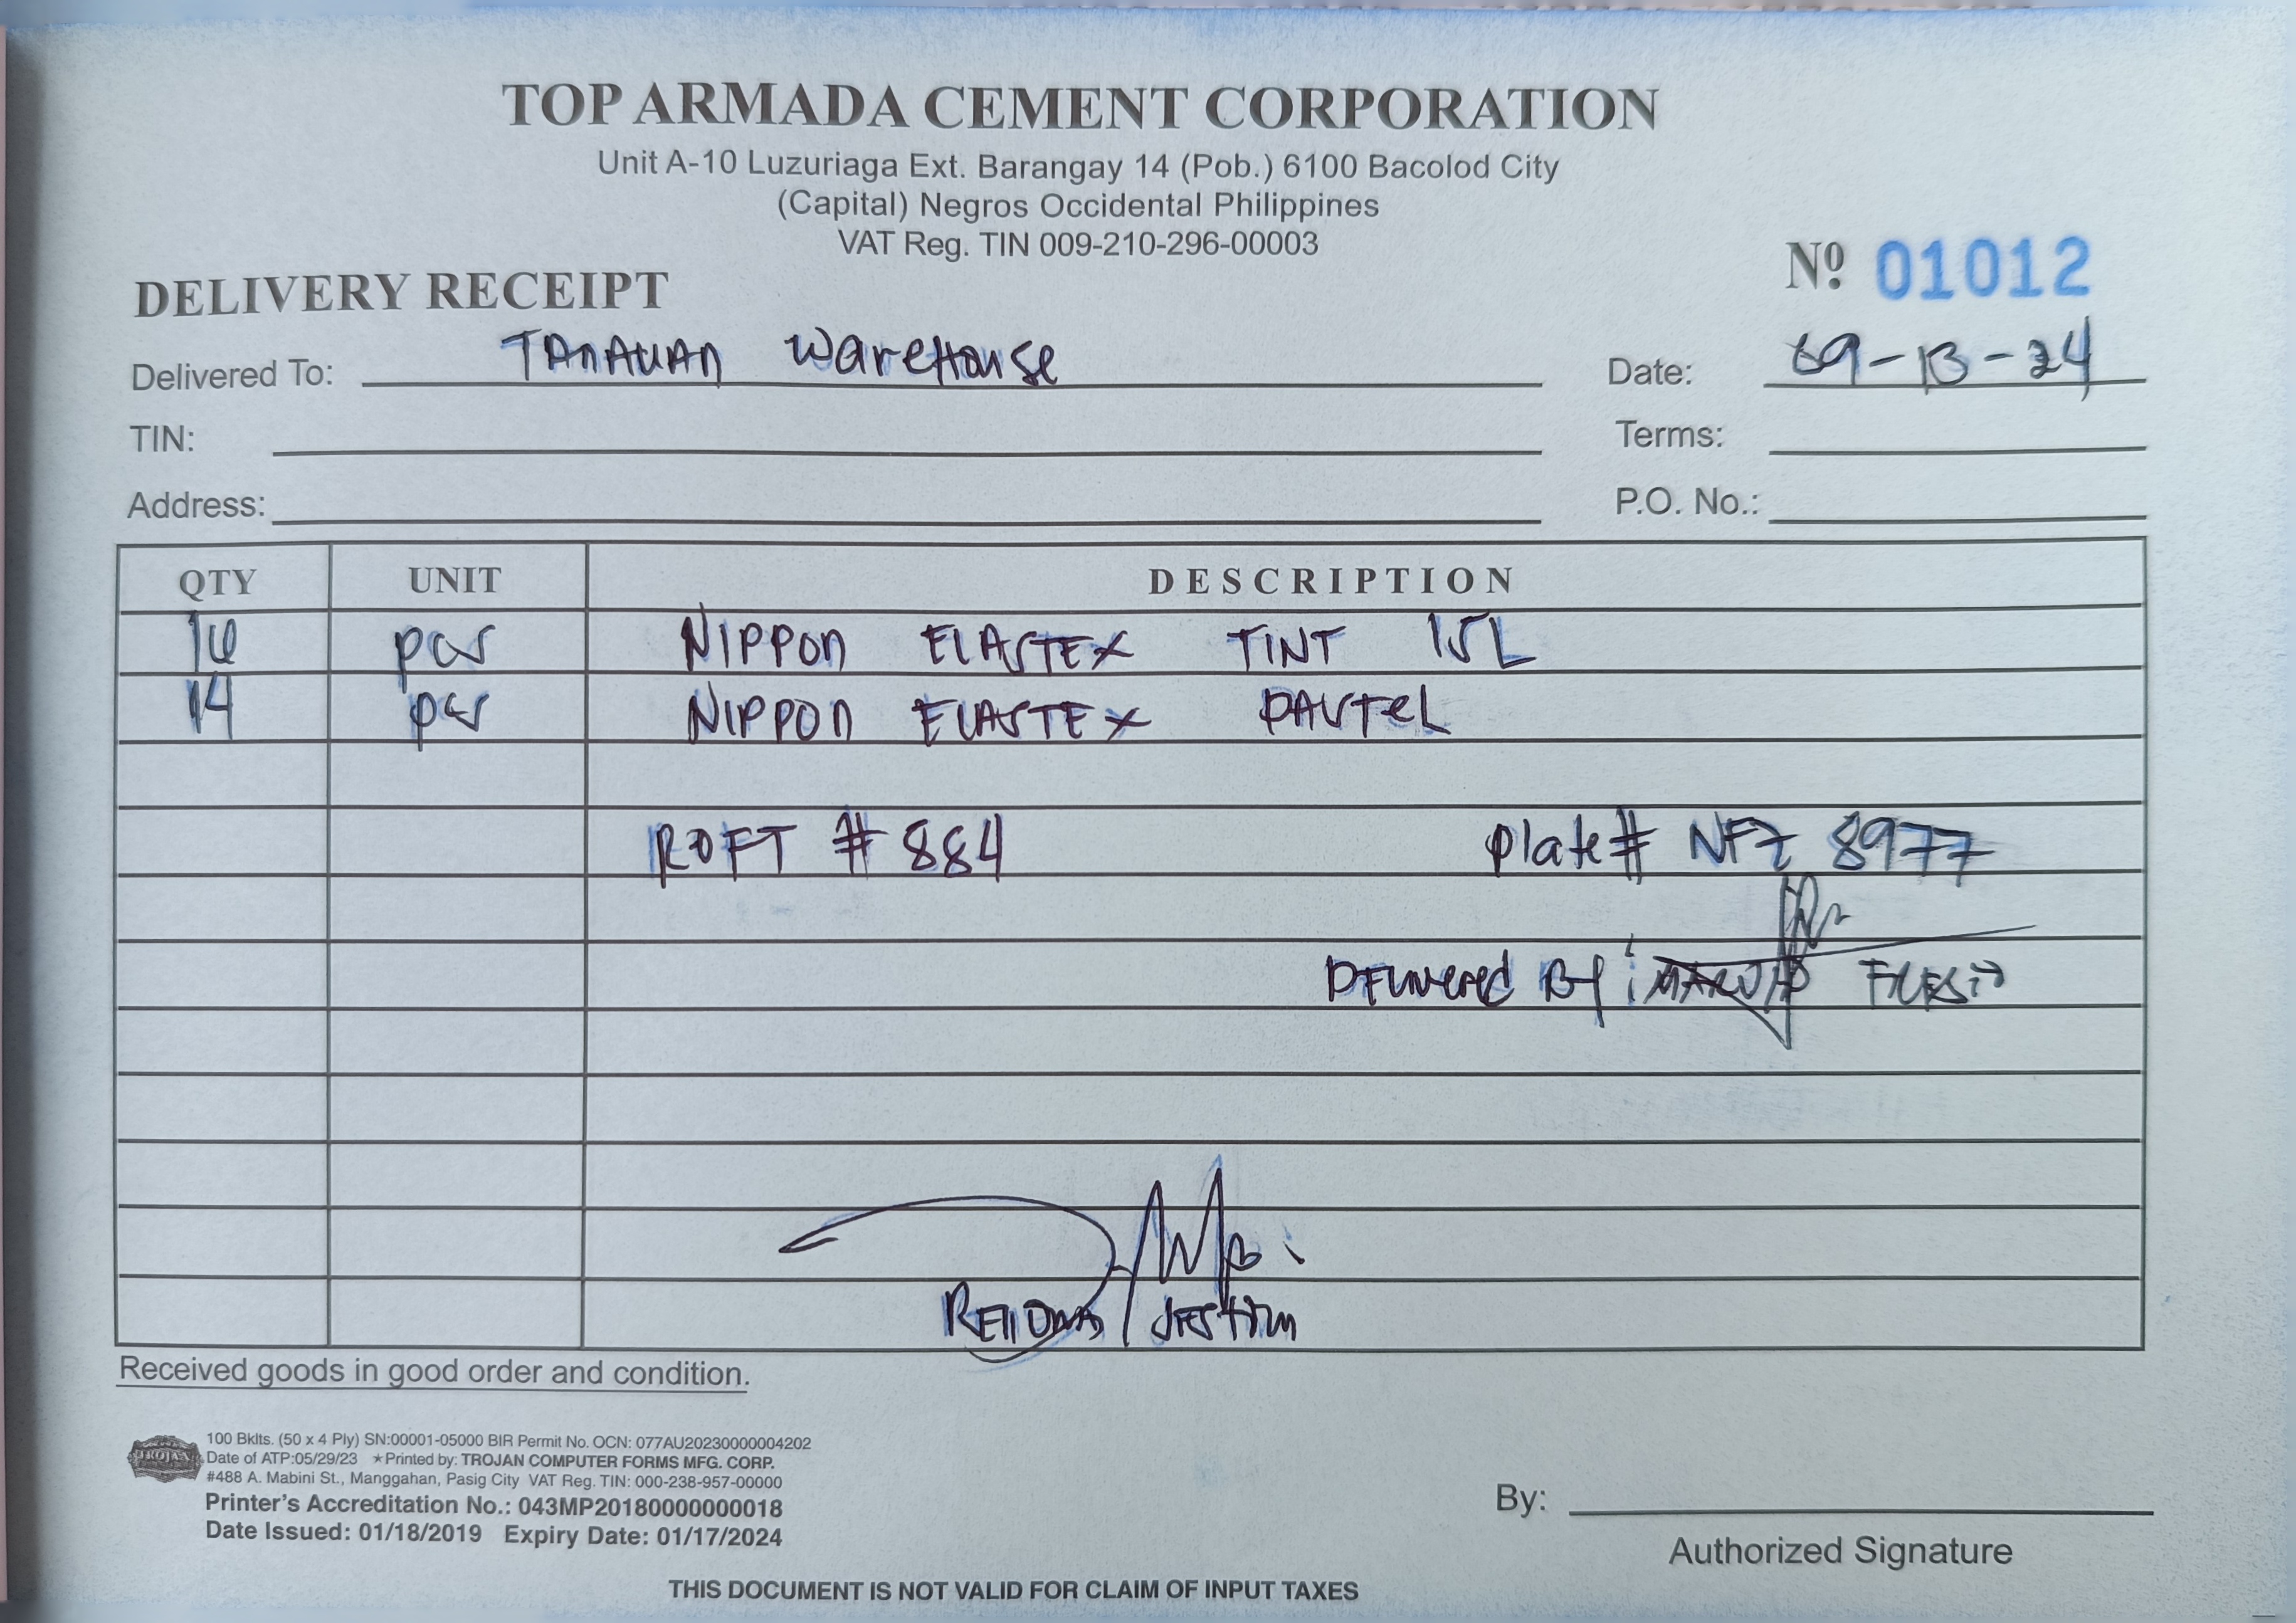 TOP ARMADA CEMENT CORPORATION
Unit A-10 Luzuriaga Ext. Barangay 14 (Pob.) 6100 Bacolod City
(Capital) Negros Occidental Philippines
VAT Reg. TIN 009-210-296-00003
Nº 01012
DELIVERY RECEIPT
Delivered To: TANAUAN WareHouse
Date: 09-13-24
TIN:
Terms:
Address:
P.O. No.:
QTY UNIT DESCRIPTION
16 pcs NIPPON ELASTEX TINT 15L
14 pcs NIPPON ELASTEX PASTEL
ROFT # 884 Plate# NFZ 8977
Delivered By:
Received goods in good order and condition.
TROJAN
100 Bklts. (50 x 4 Ply) SN:00001-05000 BIR Permit No. OCN: 077AU20230000004202
Date of ATP:05/29/23 ★Printed by: TROJAN COMPUTER FORMS MFG. CORP.
#488 A. Mabini St., Manggahan, Pasig City VAT Reg. TIN: 000-238-957-00000
Printer's Accreditation No.: 043MP20180000000018
Date Issued: 01/18/2019 Expiry Date: 01/17/2024
By:
Authorized Signature
THIS DOCUMENT IS NOT VALID FOR CLAIM OF INPUT TAXES